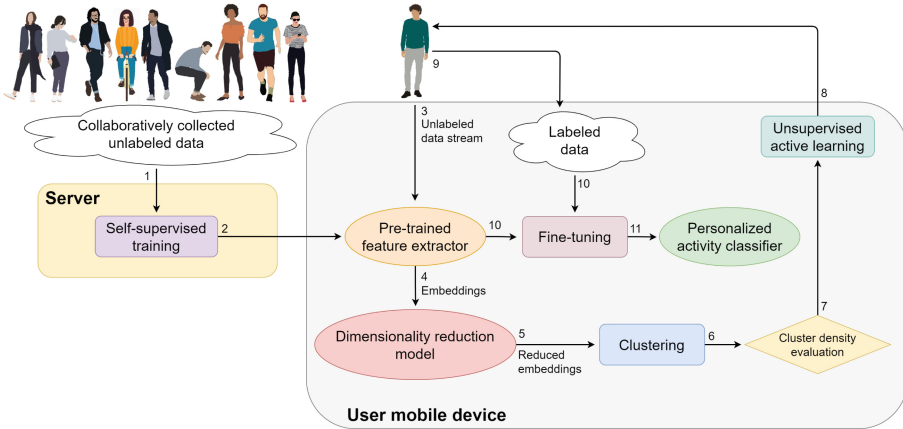 Collaboratively collected
unlabeled data
1
Server
Self-supervised
training
2
3
Unlabeled
data stream
9
Labeled
data
10
8
Unsupervised
active learning
Pre-trained
feature extractor
10
Fine-tuning
11
Personalized
activity classifier
4
Embeddings
Dimensionality reduction
model
5
Reduced
embeddings
Clustering
6
7
Cluster density
evaluation
User mobile device